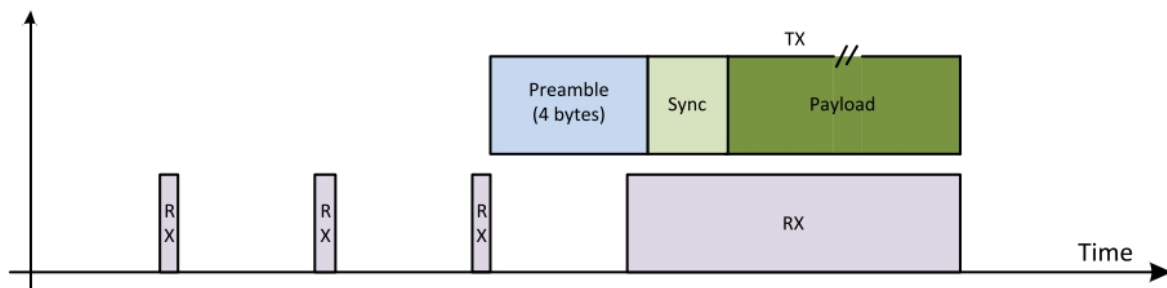 TX
Preamble
(4 bytes)
Sync
Payload
R
X
R
X
R
X
RX
Time